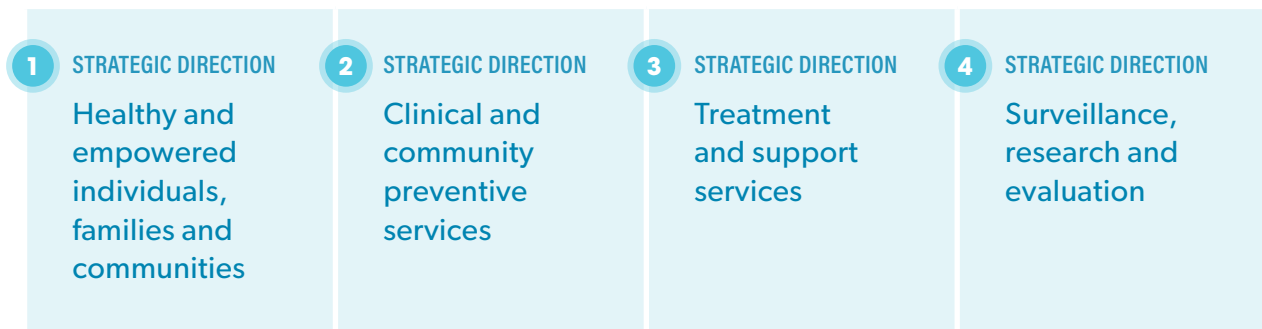 1 STRATEGIC DIRECTION
Healthy and
empowered
individuals,
families and
communities
2 STRATEGIC DIRECTION
Clinical and
community
preventive
services
3 STRATEGIC DIRECTION
Treatment
and support
services
4 STRATEGIC DIRECTION
Surveillance,
research and
evaluation